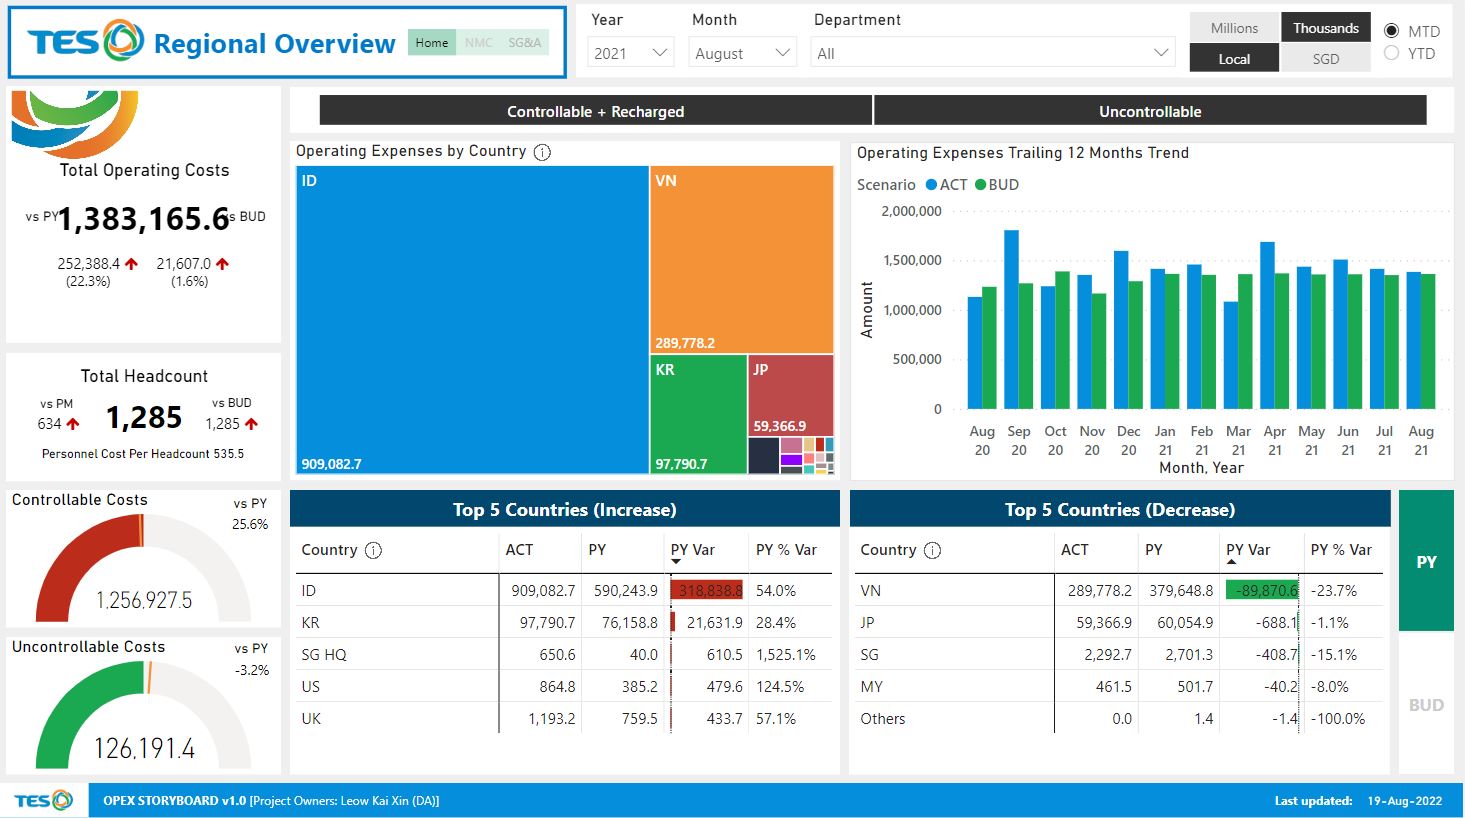 TES
Regional Overview
Home NMC SG&A
Year Month Department
2021 August All
Millions Thousands
Local SGD
MTD
YTD
Total Operating Costs
vs PY 1,383,165.6 vs BUD
252,388.4 21,607.0
(22.3%) (1.6%)
Total Headcount
vs PM vs BUD
634 1,285 1,285
Personnel Cost Per Headcount 535.5
Controllable Costs vs PY
25.6%
1,256,927.5
Uncontrollable Costs vs PY
-3.2%
126,191.4
Controllable + Recharged Uncontrollable
Operating Expenses by Country
ID
909,082.7
VN
289,778.2
KR
97,790.7
JP
59,366.9
Operating Expenses Trailing 12 Months Trend
Scenario ACT BUD
2,000,000
1,500,000
1,000,000
500,000
0
Amount
Aug Sep Oct Nov Dec Jan Feb Mar Apr May Jun Jul Aug
20 20 20 20 20 21 21 21 21 21 21 21 21
Month, Year
Top 5 Countries (Increase)
Country ACT PY PY Var PY % Var
ID 909,082.7 590,243.9 318,838.8 54.0%
KR 97,790.7 76,158.8 21,631.9 28.4%
SG HQ 650.6 40.0 610.5 1,525.1%
US 864.8 385.2 479.6 124.5%
UK 1,193.2 759.5 433.7 57.1%
Top 5 Countries (Decrease)
Country ACT PY PY Var PY % Var
VN 289,778.2 379,648.8 -89,870.6 -23.7%
JP 59,366.9 60,054.9 -688.1 -1.1%
SG 2,292.7 2,701.3 -408.7 -15.1%
MY 461.5 501.7 -40.2 -8.0%
Others 0.0 1.4 -1.4 -100.0%
PY
BUD
TES
OPEX STORYBOARD v1.0 [Project Owners: Leow Kai Xin (DA)]
Last updated: 19-Aug-2022